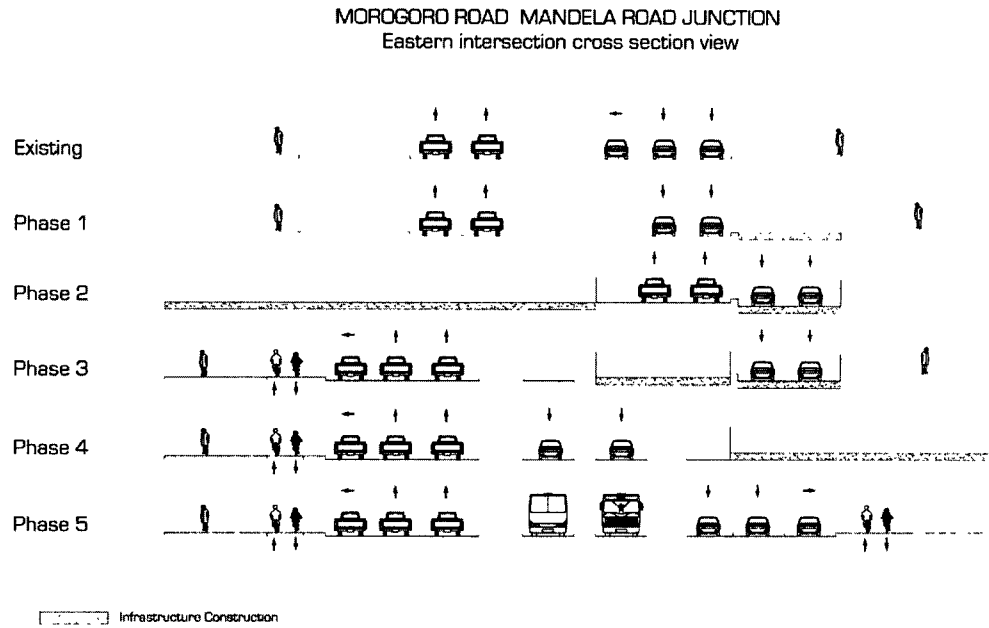 MOROGORO ROAD MANDELA ROAD JUNCTION
Eastern intersection cross section view
Existing
Phase 1
Phase 2
Phase 3
Phase 4
Phase 5
Infrastructure Construction